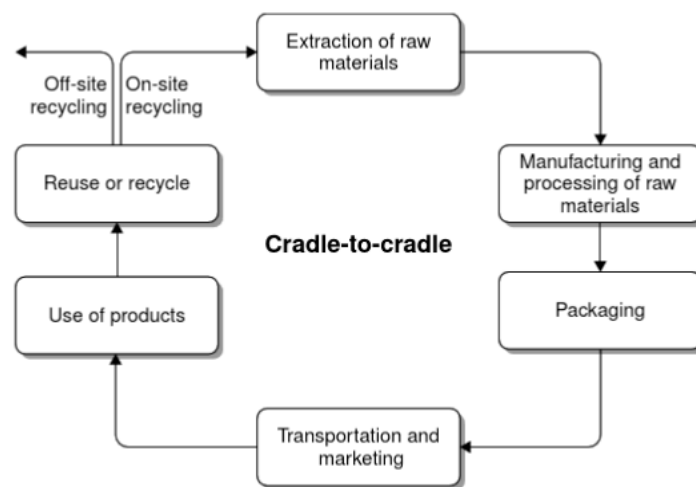 Extraction of raw
materials
Off-site
recycling
On-site
recycling
Reuse or recycle
Manufacturing and
processing of raw
materials
Cradle-to-cradle
Use of products
Packaging
Transportation and
marketing